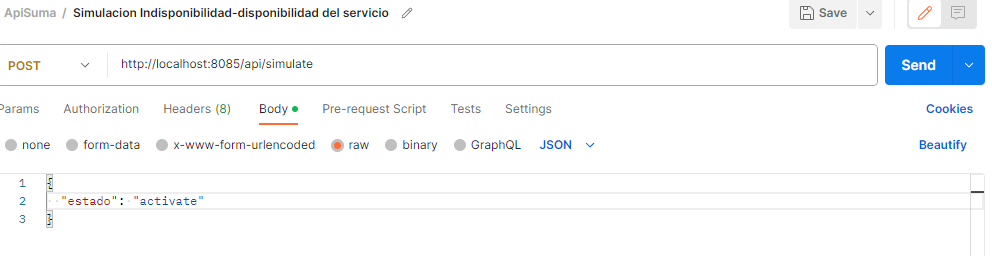 ApiSuma / Simulacion Indisponibilidad-disponibilidad del servicio Save
POST http://localhost:8085/api/simulate Send
Params Authorization Headers (8) Body Pre-request Script Tests Settings Cookies
none form-data x-www-form-urlencoded raw binary GraphQL JSON Beautify
1 {
2 "estado": "activate"
3 }